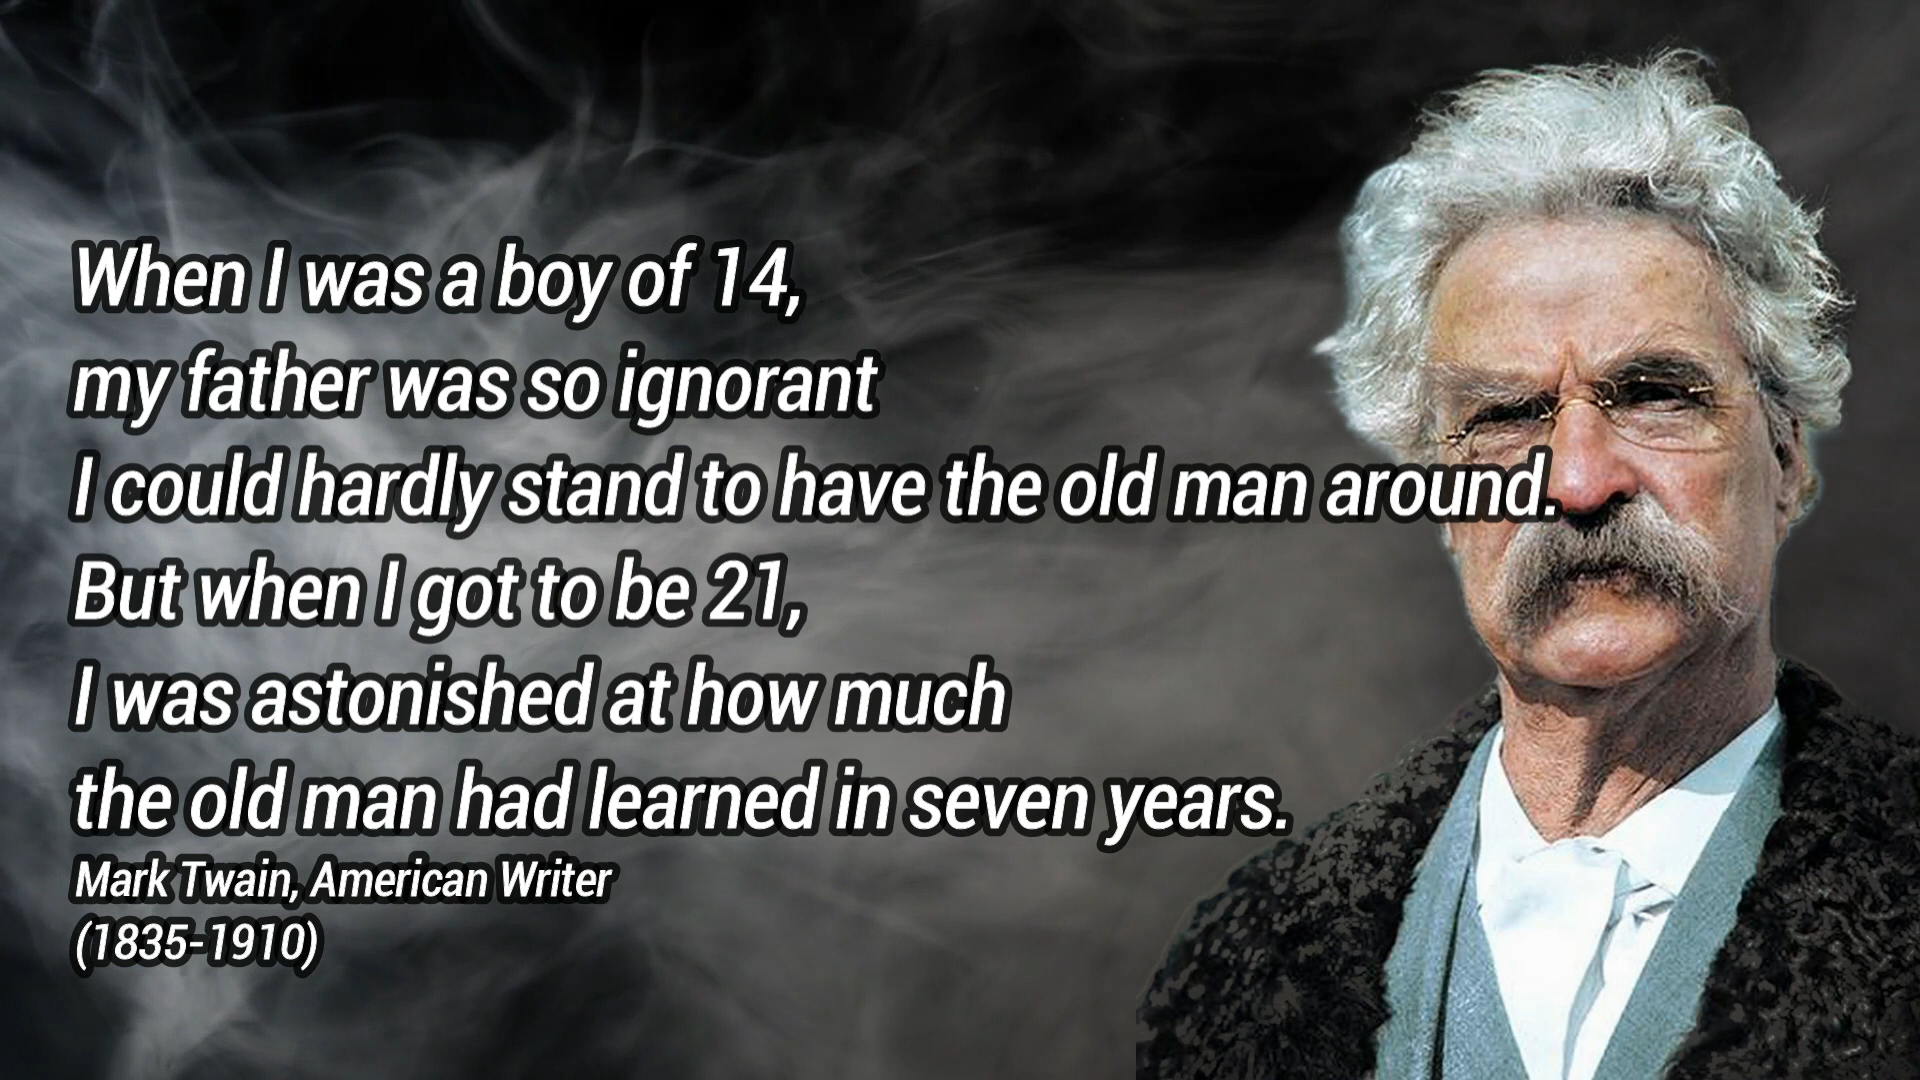 When I was a boy of 14,
my father was so ignorant
I could hardly stand to have the old man around.
But when I got to be 21,
I was astonished at how much
the old man had learned in seven years.
Mark Twain, American Writer
(1835-1910)